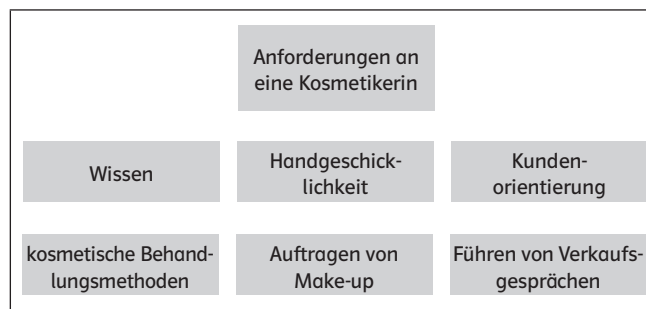 Anforderungen an
eine Kosmetikerin
Wissen
Handgeschick-
lichkeit
Kunden-
orientierung
kosmetische Behand-
lungsmethoden
Auftragen von
Make-up
Führen von Verkaufs-
gesprächen